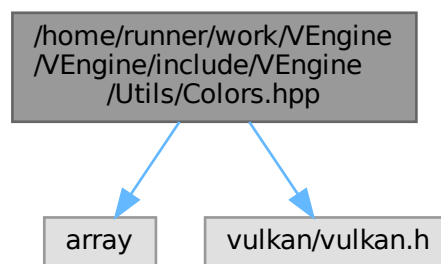 /home/runner/work/VEngine
/VEngine/include/VEngine
/Utils/Colors.hpp
array
vulkan/vulkan.h